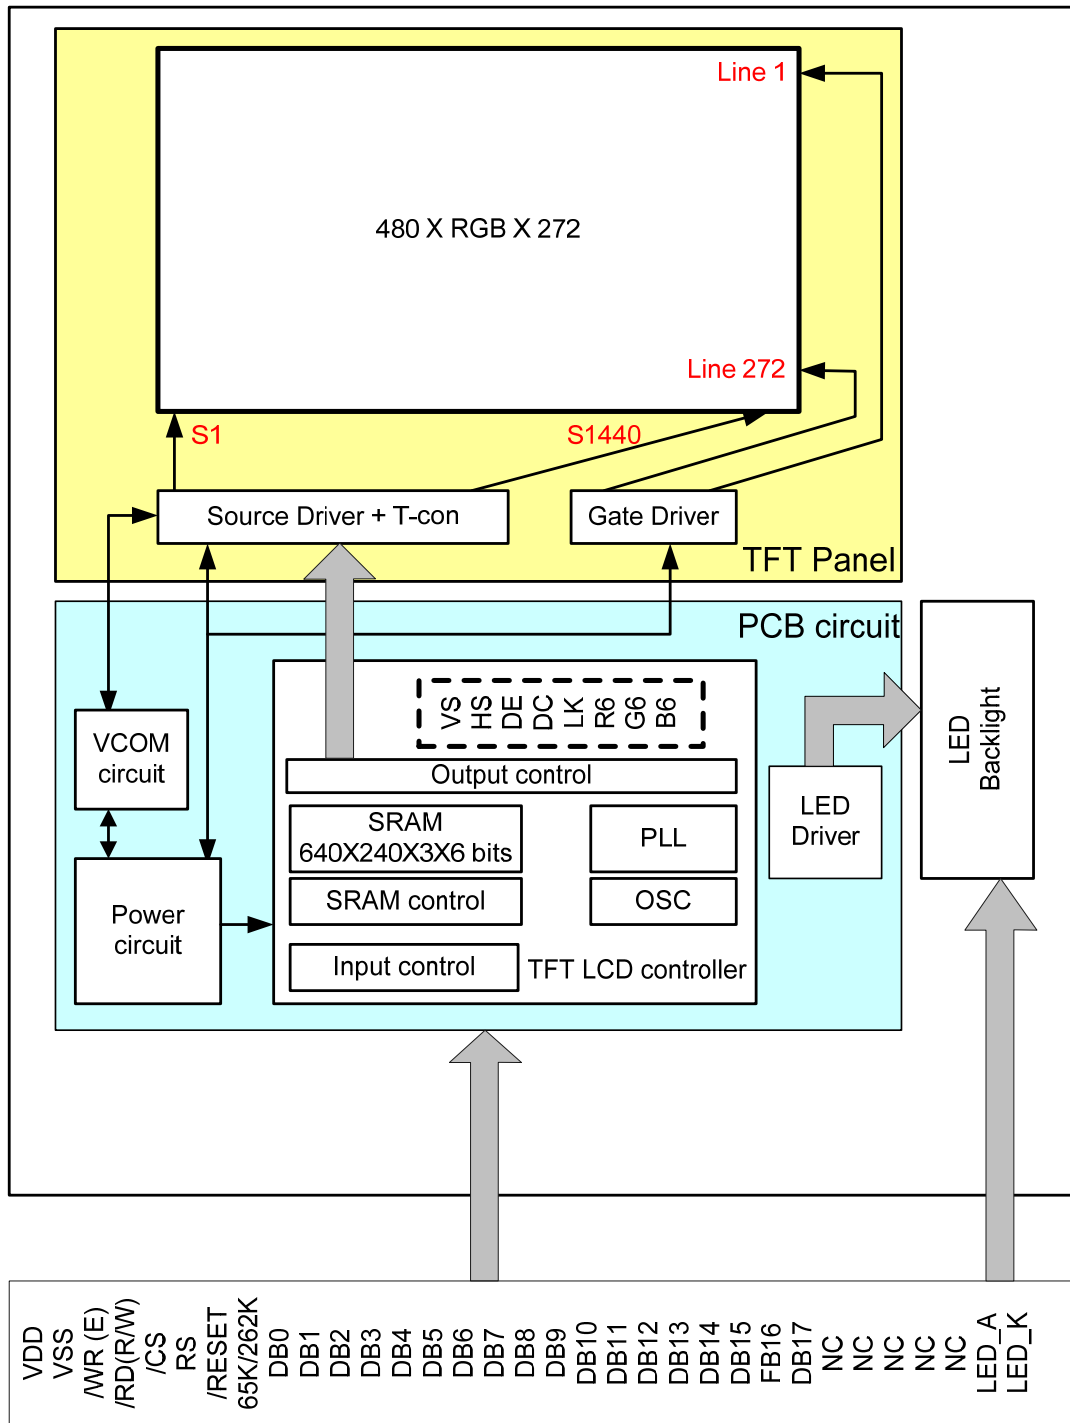 Line 1
480 X RGB X 272
Line 272
S1
S1440
Source Driver + T-con
Gate Driver
TFT Panel
PCB circuit
VS
HS
DE
DC
LK
R6
G6
B6
Output control
VCOM
circuit
SRAM
640X240X3X6 bits
PLL
LED
Driver
LED
Backlight
SRAM control
OSC
Power
circuit
Input control
TFT LCD controller
VDD
VSS
/WR (E)
/RD(R/W)
/CS
RS
/RESET
65K/262K
DB0
DB1
DB2
DB3
DB4
DB5
DB6
DB7
DB8
DB9
DB10
DB11
DB12
DB13
DB14
DB15
FB16
DB17
NC
NC
NC
NC
NC
LED_A
LED_K